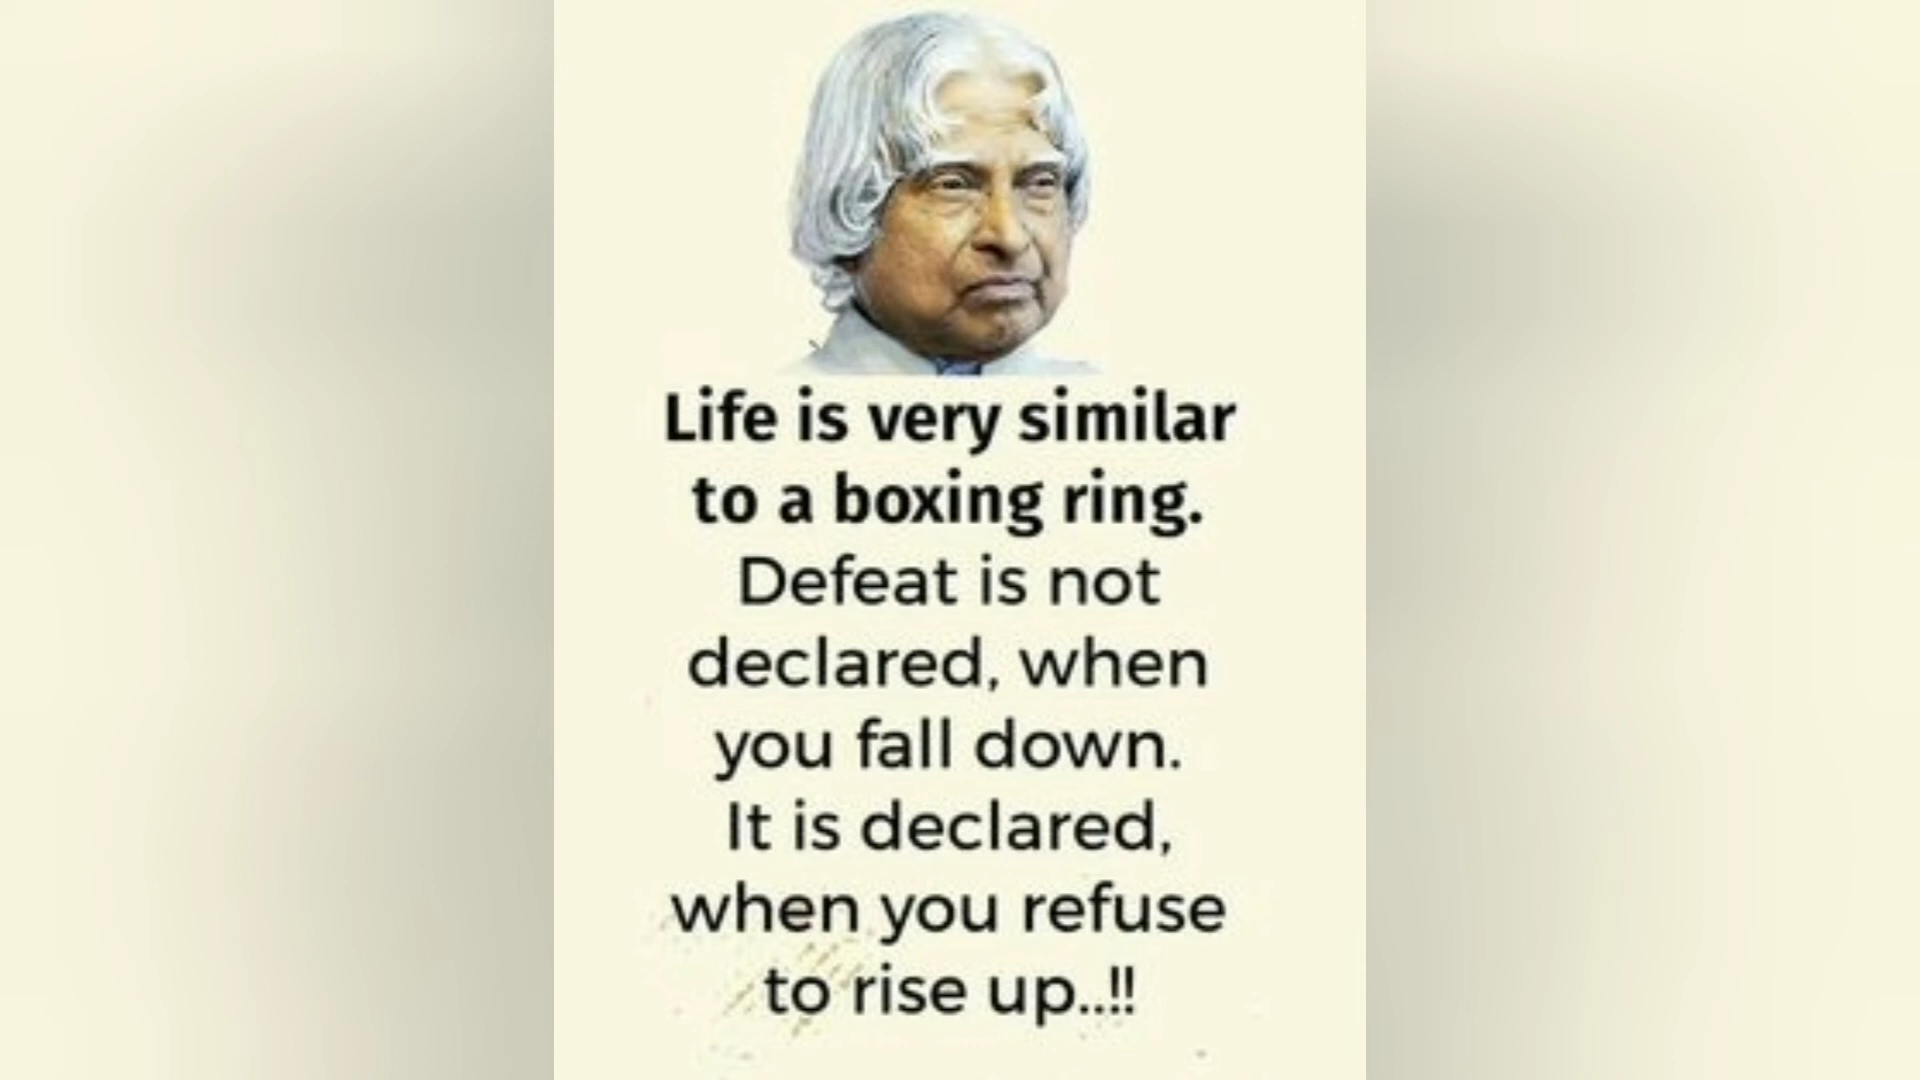 Life is very similar
to a boxing ring.
Defeat is not
declared, when
you fall down.
It is declared,
when you refuse
to rise up..!!